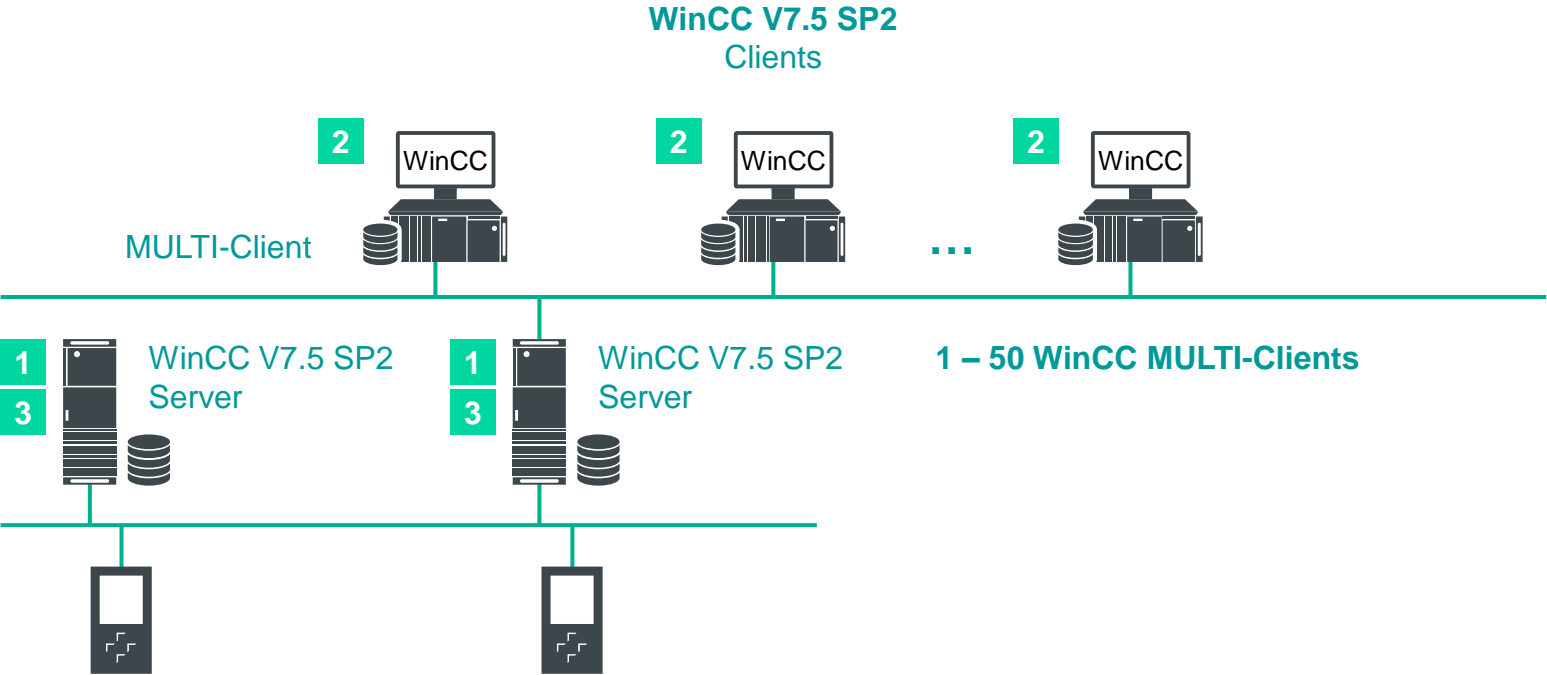 WinCC V7.5 SP2
Clients
2
WinCC
2
WinCC
2
WinCC
MULTI-Client
...
1
3
WinCC V7.5 SP2
Server
1
3
WinCC V7.5 SP2
Server
1 – 50 WinCC MULTI-Clients